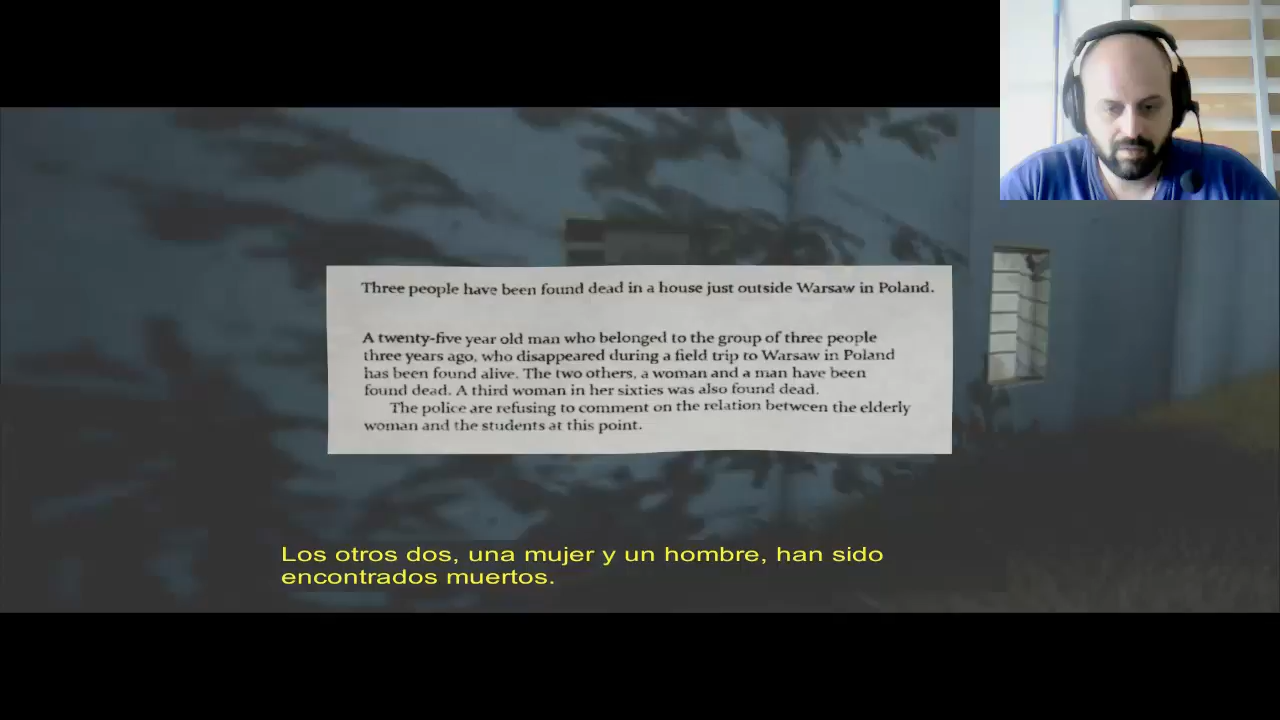 Three people have been found dead in a house just outside Warsaw in Poland.
A twenty-five year old man who belonged to the group of three people
three years ago, who disappeared during a field trip to Warsaw in Poland
has been found alive. The two others, a woman and a man have been
found dead. A third woman in her sixties was also found dead.
The police are refusing to comment on the relation between the elderly
woman and the students at this point.
Los otros dos, una mujer y un hombre, han sido
encontrados muertos.